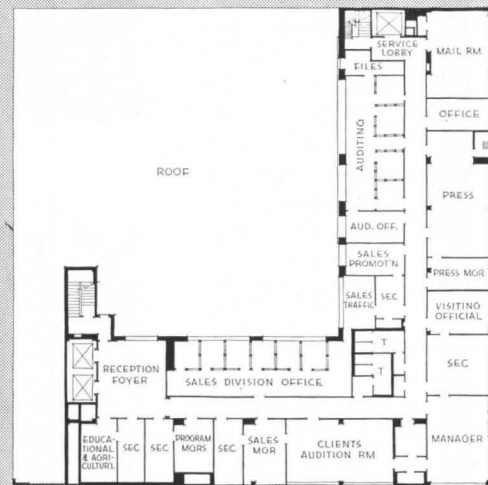 SERVICE
LOBBY
MAIL RM
FILES
OFFICE
AUDITING
ROOF
PRESS
AUD. OFF.
SALES
PROMOT'N
PRESS MGR
SALES
TRAFFIC
SEC
VISITING
OFFICIAL
T
T
SEC
RECEPTION
FOYER
SALES DIVISION OFFICE
EDUCA-
TIONAL
& AGRI-
CULTUR'L
SEC
SEC
PROGRAM
MGRS
SEC
SALES
MGR
CLIENTS
AUDITION RM
MANAGER